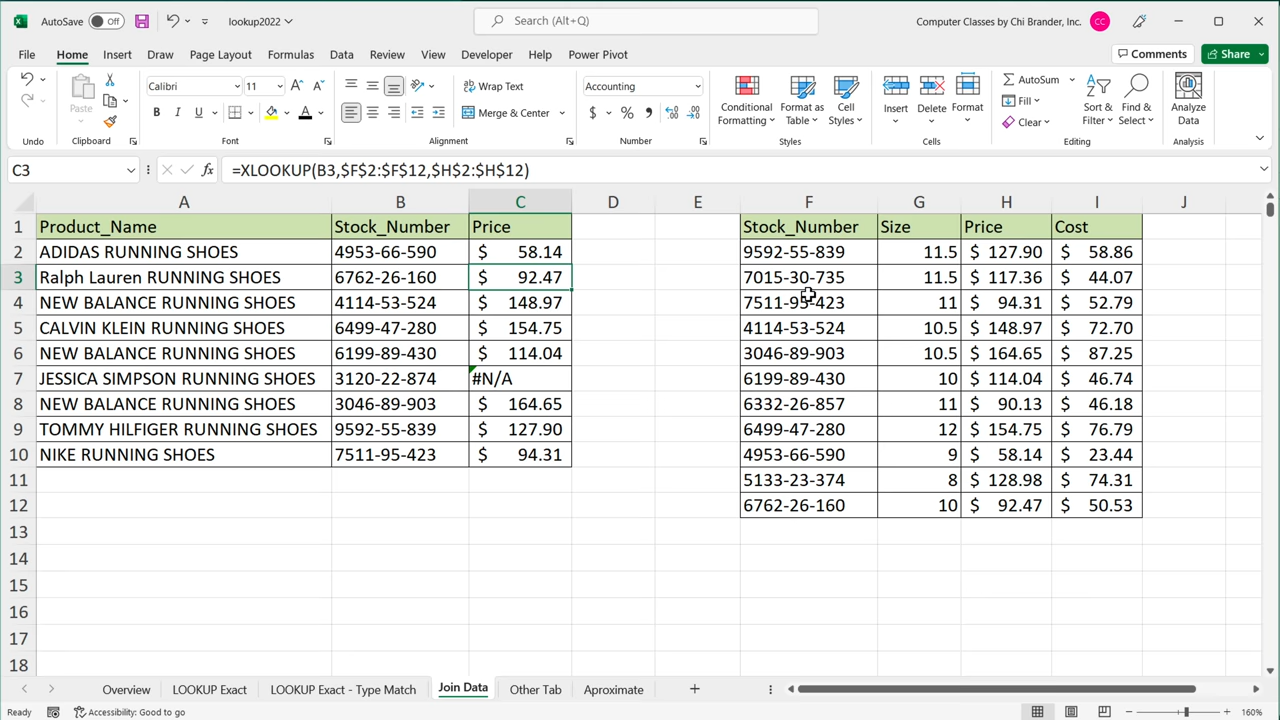 AutoSave Off lookup2022 Search (Alt+Q) Computer Classes by Chi Brander, Inc. CC
File Home Insert Draw Page Layout Formulas Data Review View Developer Help Power Pivot Comments Share
Paste Calibri 11 A A Wrap Text Accounting Conditional Formatting Format as Table Cell Styles Insert Delete Format AutoSum Sort & Filter Find & Select Analyze Data
B I U A Merge & Center $ % , Fill
Clear
Undo Clipboard Font Alignment Number Styles Cells Editing Analysis
C3 fx =XLOOKUP(B3,$F$2:$F$12,$H$2:$H$12)
A B C D E F G H I J
1 Product_Name Stock_Number Price Stock_Number Size Price Cost
2 ADIDAS RUNNING SHOES 4953-66-590 $ 58.14 9592-55-839 11.5 $ 127.90 $ 58.86
3 Ralph Lauren RUNNING SHOES 6762-26-160 $ 92.47 7015-30-735 11.5 $ 117.36 $ 44.07
4 NEW BALANCE RUNNING SHOES 4114-53-524 $ 148.97 7511-95-423 11 $ 94.31 $ 52.79
5 CALVIN KLEIN RUNNING SHOES 6499-47-280 $ 154.75 4114-53-524 10.5 $ 148.97 $ 72.70
6 NEW BALANCE RUNNING SHOES 6199-89-430 $ 114.04 3046-89-903 10.5 $ 164.65 $ 87.25
7 JESSICA SIMPSON RUNNING SHOES 3120-22-874 #N/A 6199-89-430 10 $ 114.04 $ 46.74
8 NEW BALANCE RUNNING SHOES 3046-89-903 $ 164.65 6332-26-857 11 $ 90.13 $ 46.18
9 TOMMY HILFIGER RUNNING SHOES 9592-55-839 $ 127.90 6499-47-280 12 $ 154.75 $ 76.79
10 NIKE RUNNING SHOES 7511-95-423 $ 94.31 4953-66-590 9 $ 58.14 $ 23.44
11 5133-23-374 8 $ 128.98 $ 74.31
12 6762-26-160 10 $ 92.47 $ 50.53
13
14
15
16
17
18
Overview LOOKUP Exact LOOKUP Exact - Type Match Join Data Other Tab Aproximate
Ready Accessibility: Good to go 160%